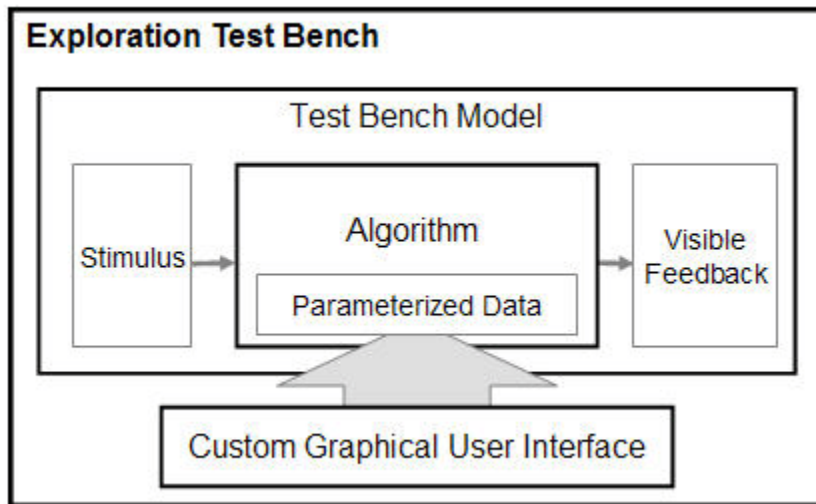 Exploration Test Bench
Test Bench Model
Stimulus
Algorithm
Parameterized Data
Visible
Feedback
Custom Graphical User Interface